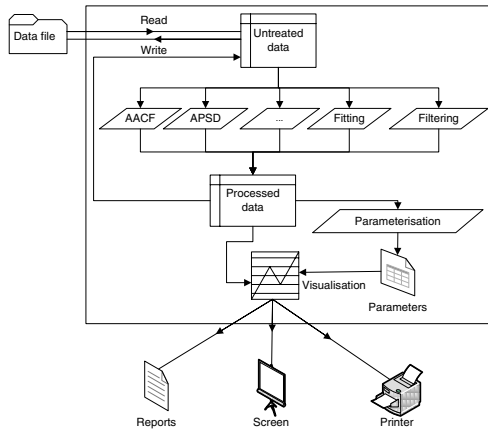 Read
Data file
Untreated
data
Write
AACF
APSD
...
Fitting
Filtering
Processed
data
Parameterisation
Visualisation
Parameters
Reports
Screen
Printer